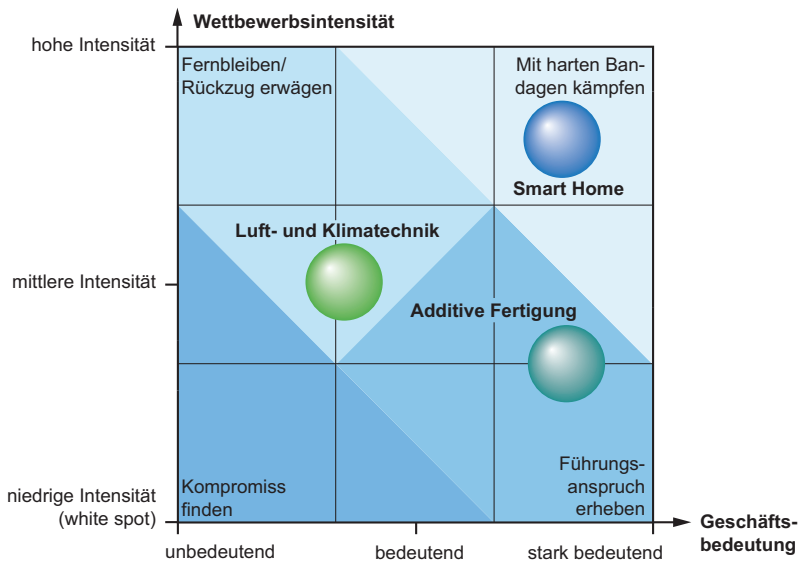 Wettbewerbsintensität
hohe Intensität
Fernbleiben/
Rückzug erwägen
Mit harten Ban-
dagen kämpfen
Smart Home
Luft- und Klimatechnik
mittlere Intensität
Additive Fertigung
niedrige Intensität
(white spot)
Kompromiss
finden
Führungs-
anspruch
erheben
Geschäfts-
bedeutung
unbedeutend
bedeutend
stark bedeutend